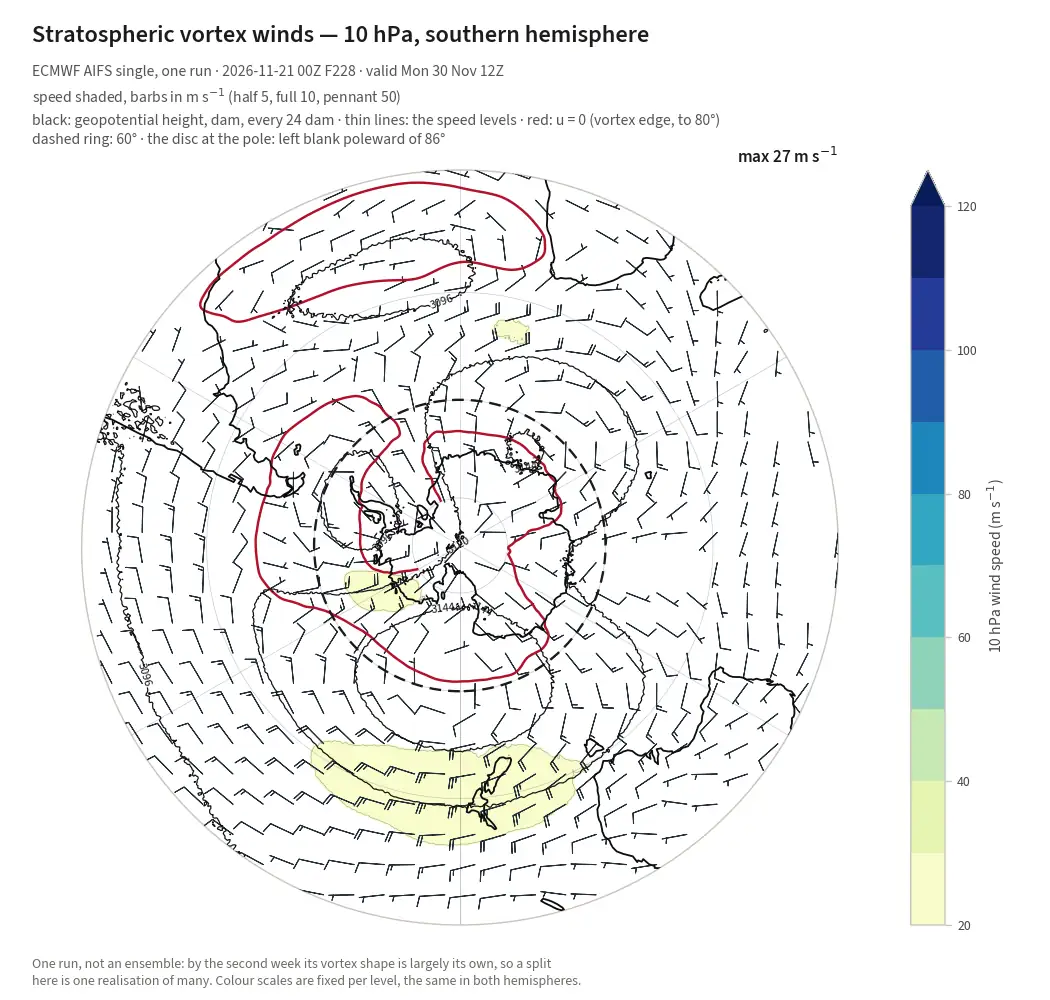 Stratospheric vortex winds — 10 hPa, southern hemisphere
ECMWF AIFS single, one run · 2026-11-21 00Z F228 · valid Mon 30 Nov 12Z
speed shaded, barbs in m s⁻¹ (half 5, full 10, pennant 50)
black: geopotential height, dam, every 24 dam · thin lines: the speed levels · red: u = 0 (vortex edge, to 80°)
dashed ring: 60° · the disc at the pole: left blank poleward of 86°
max 27 m s⁻¹
120
100
80
60
40
20
10 hPa wind speed (m s⁻¹)
3096
3144
3096
One run, not an ensemble: by the second week its vortex shape is largely its own, so a split
here is one realisation of many. Colour scales are fixed per level, the same in both hemispheres.